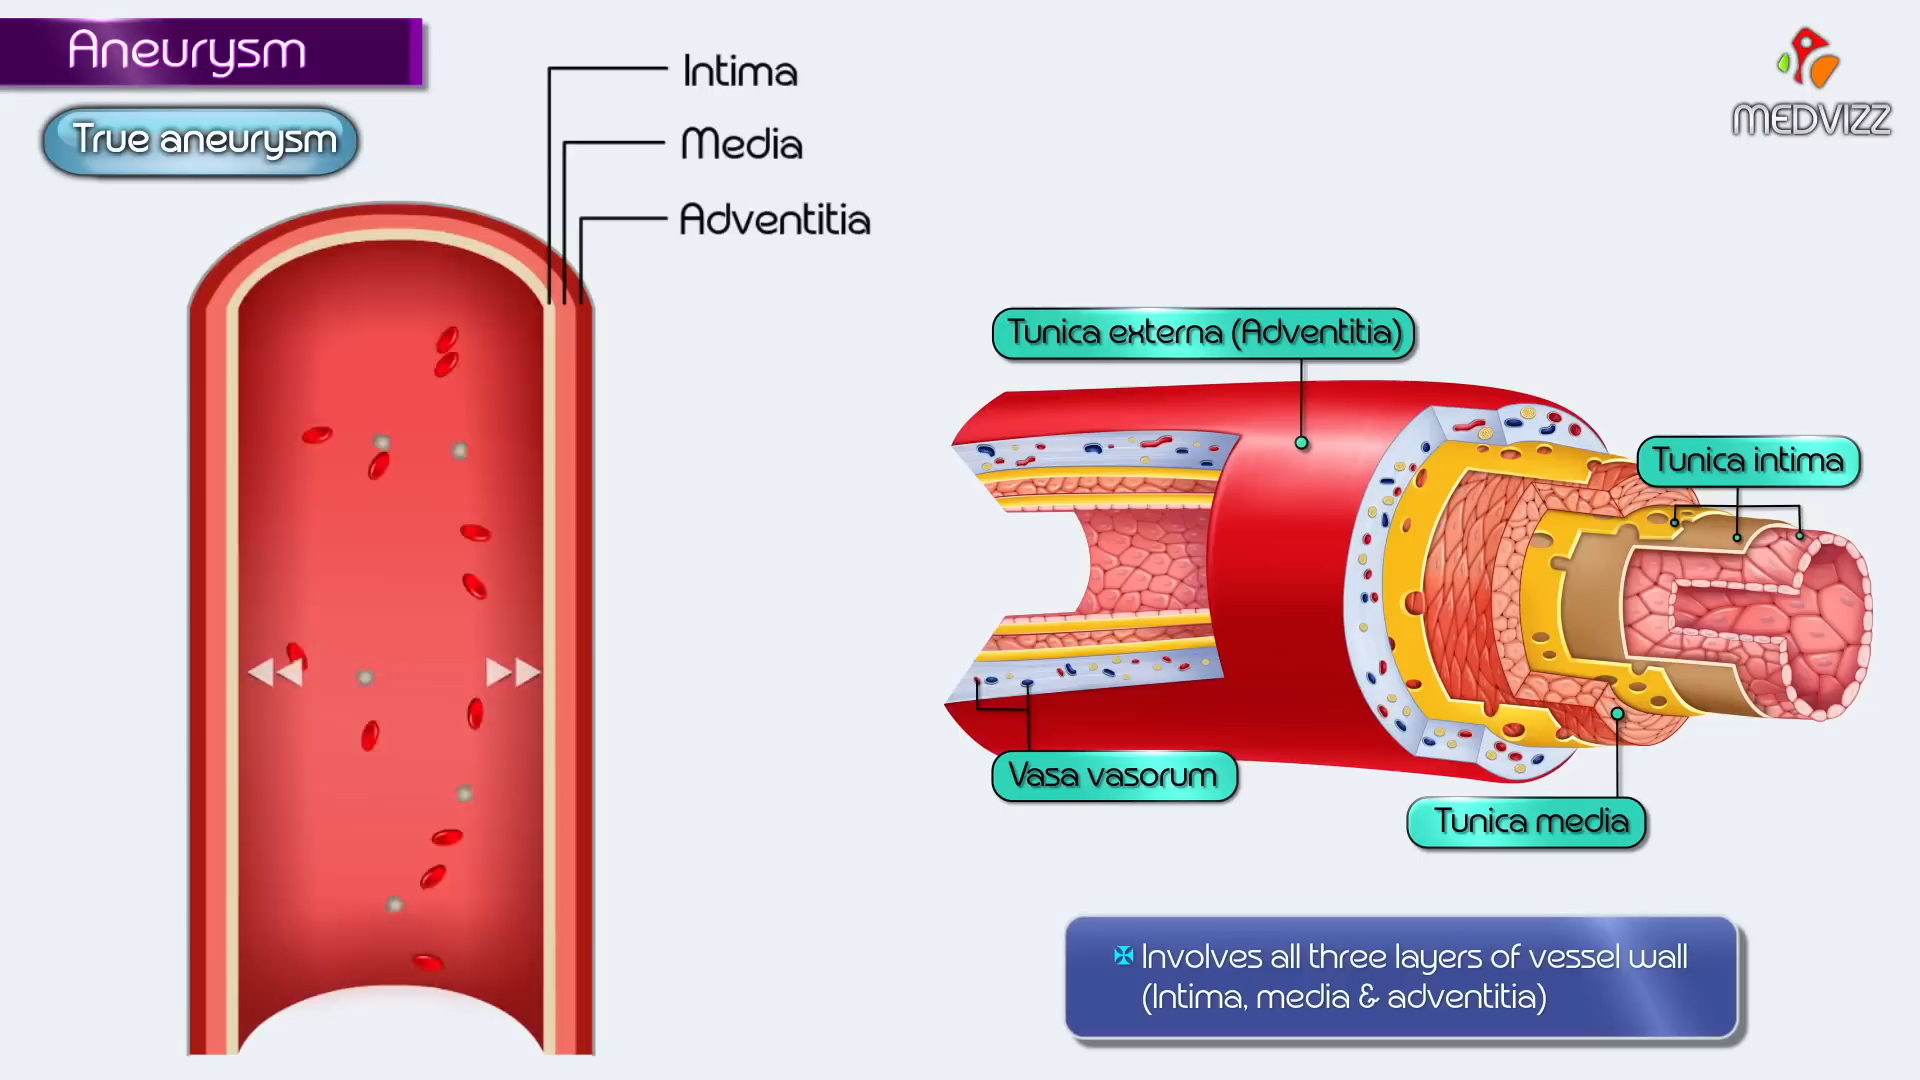 Aneurysm
True aneurysm
Intima
Media
Adventitia
MEDVIZZ
Tunica externa (Adventitia)
Tunica intima
Vasa vasorum
Tunica media
Involves all three layers of vessel wall
(Intima, media & adventitia)